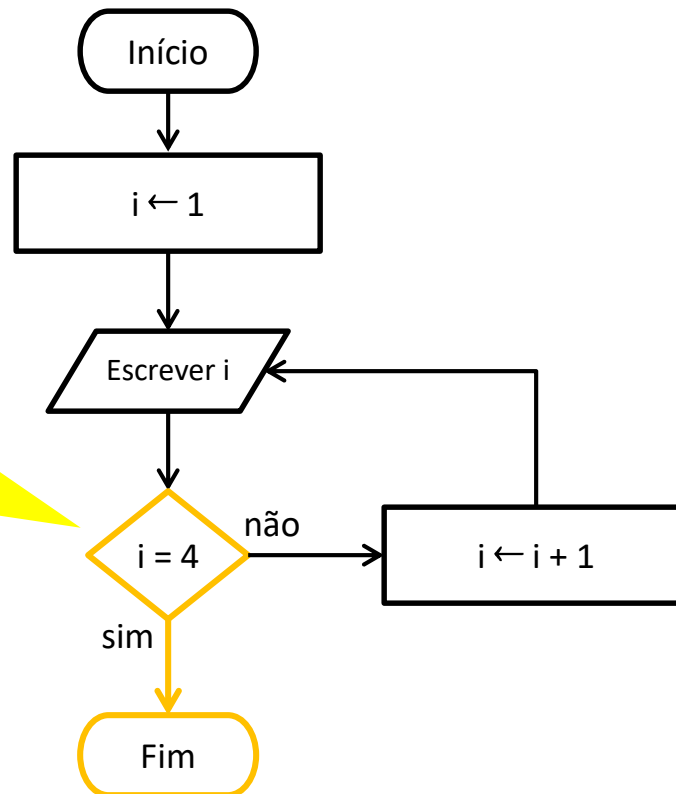 Início
i ← 1
Escrever i
i = 4
não
i ← i + 1
sim
Fim